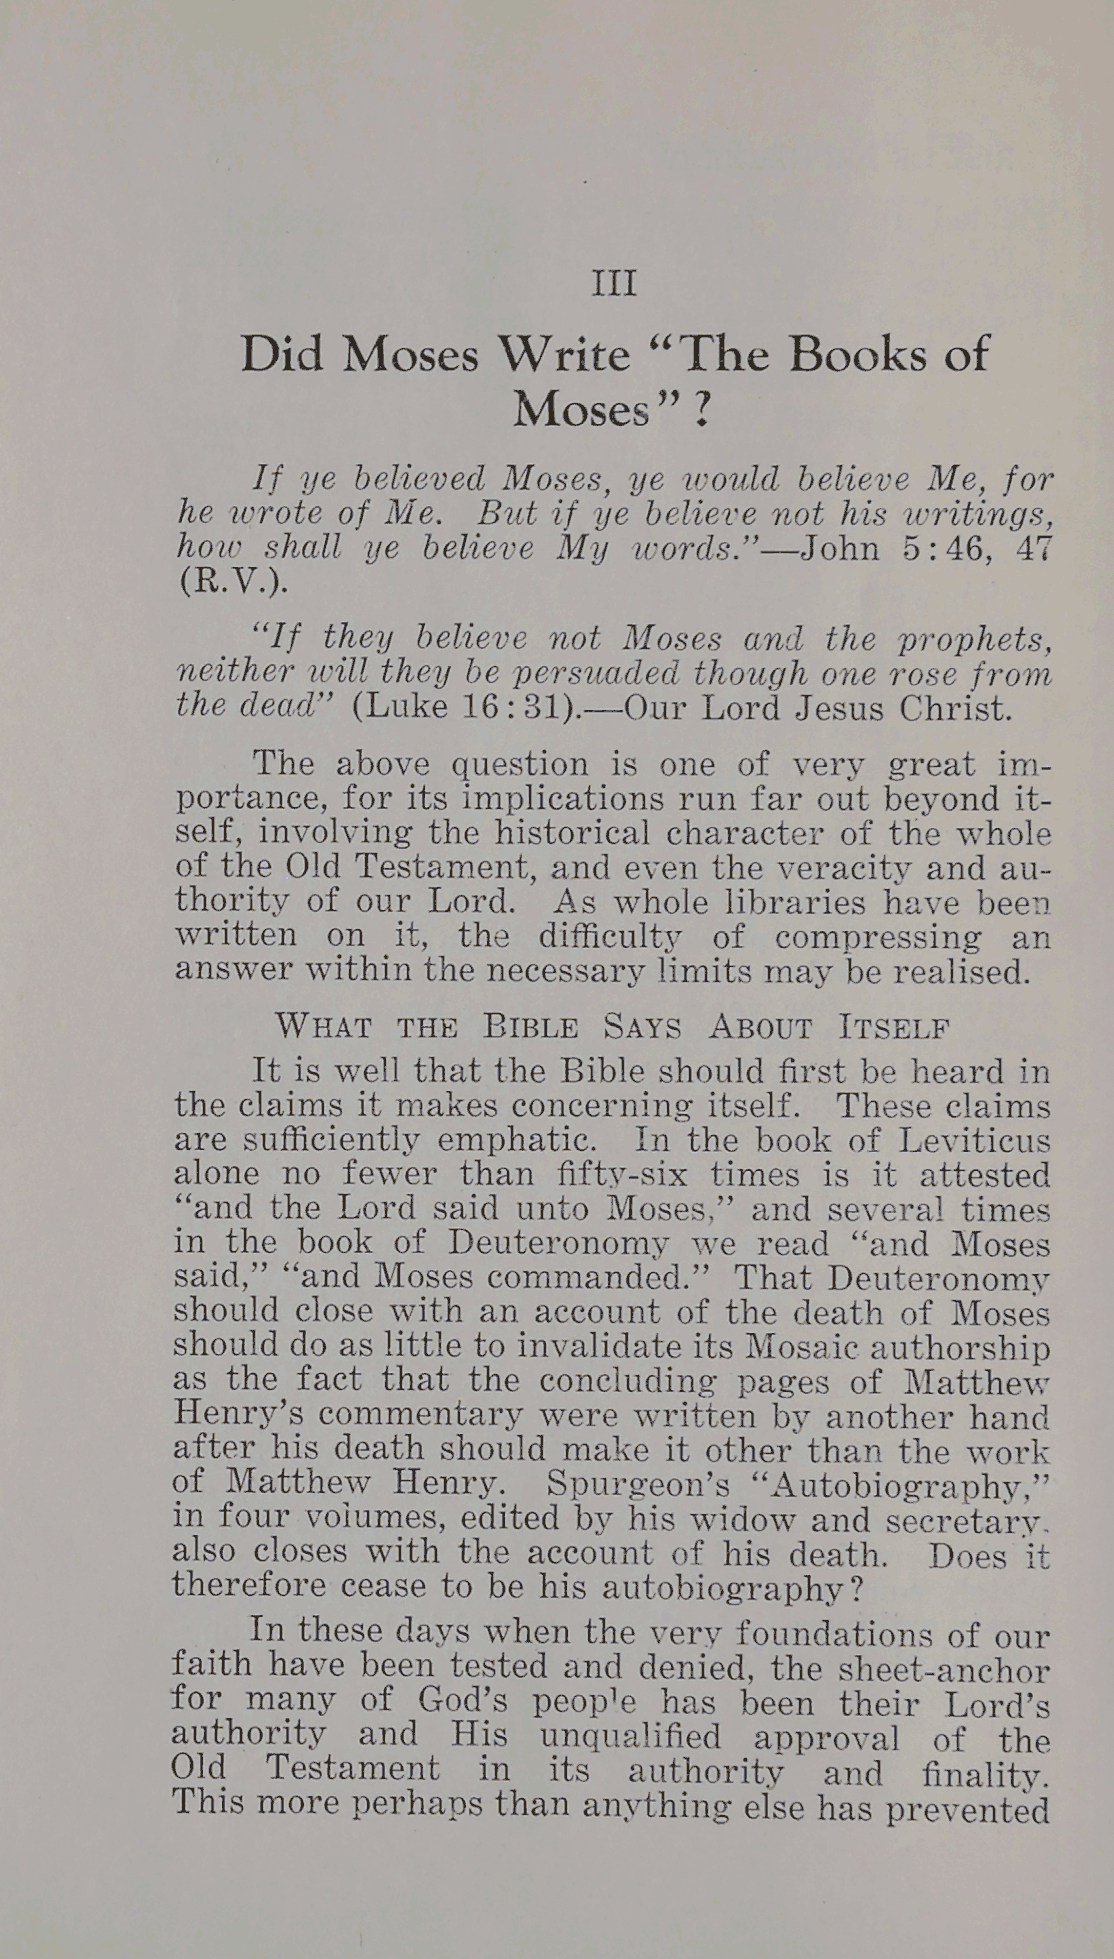 III
Did Moses Write “The Books of
Moses” ?
If ye believed Moses, ye would believe Me, for
he wrote of Me. But if ye believe not his writings,
how shall ye believe My words.”—John 5:46, 47
(R.V.).
“If they believe not Moses and the prophets,
neither will they be persuaded though one rose from
the dead” (Luke 16:31).—Our Lord Jesus Christ.
The above question is one of very great im-
portance, for its implications run far out beyond it-
self, involving the historical character of the whole
of the Old Testament, and even the veracity and au-
thority of our Lord. As whole libraries have been
written on it, the difficulty of compressing an
answer within the necessary limits may be realised.
WHAT THE BIBLE SAYS ABOUT ITSELF
It is well that the Bible should first be heard in
the claims it makes concerning itself. These claims
are sufficiently emphatic. In the book of Leviticus
alone no fewer than fifty-six times is it attested
“and the Lord said unto Moses,” and several times
in the book of Deuteronomy we read “and Moses
said,” “and Moses commanded.” That Deuteronomy
should close with an account of the death of Moses
should do as little to invalidate its Mosaic authorship
as the fact that the concluding pages of Matthew
Henry’s commentary were written by another hand
after his death should make it other than the work
of Matthew Henry. Spurgeon’s “Autobiography,”
in four volumes, edited by his widow and secretary.
also closes with the account of his death. Does it
therefore cease to be his autobiography?
In these days when the very foundations of our
faith have been tested and denied, the sheet-anchor
for many of God’s people has been their Lord’s
authority and His unqualified approval of the
Old Testament in its authority and finality.
This more perhaps than anything else has prevented